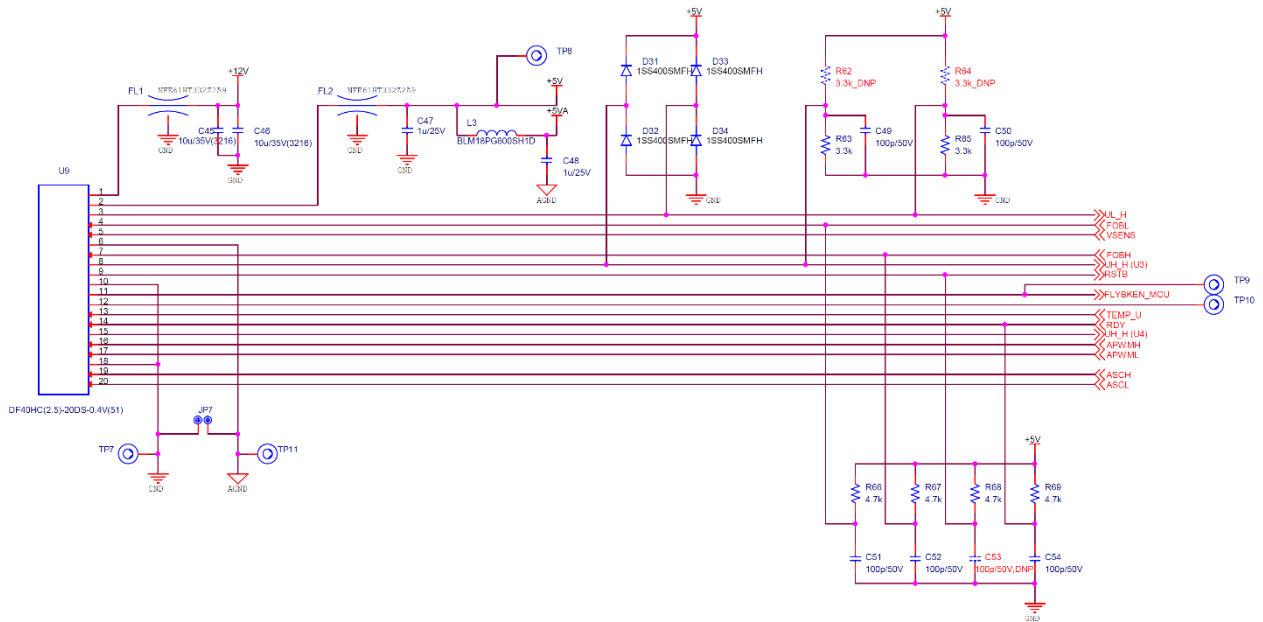 +5V
+5V
TP8
+12V
+5V
+5VA
FL1
NFE61HT332Z2A9
FL2
NFE61HT332Z2A9
D31
1SS400SMFH
D33
1SS400SMFH
R62
3.3k_DNP
R64
3.3k_DNP
C45
10u/35V(3216)
C46
10u/35V(3216)
C47
1u/25V
L3
BLM18PG600SH1D
D32
1SS400SMFH
D34
1SS400SMFH
R63
3.3k
C49
100p/50V
R65
3.3k
C50
100p/50V
GND
GND
GND
GND
C48
1u/25V
AGND
GND
GND
U9
1
2
3
4
5
6
7
8
9
10
11
12
13
14
15
16
17
18
19
20
UL_H
FOBL
VSENS
FOBH
UH_H (U3)
RSTB
FLYBKEN_MCU
TEMP_U
RDY
UH_H (U4)
APWMH
APWML
ASCH
ASCL
TP9
TP10
DF40HC(2.5)-20DS-0.4V(51)
JP7
TP7
TP11
GND
AGND
+5V
R66
4.7k
R67
4.7k
R68
4.7k
R69
4.7k
C51
100p/50V
C52
100p/50V
C53
100p/50V,DNP
C54
100p/50V
GND